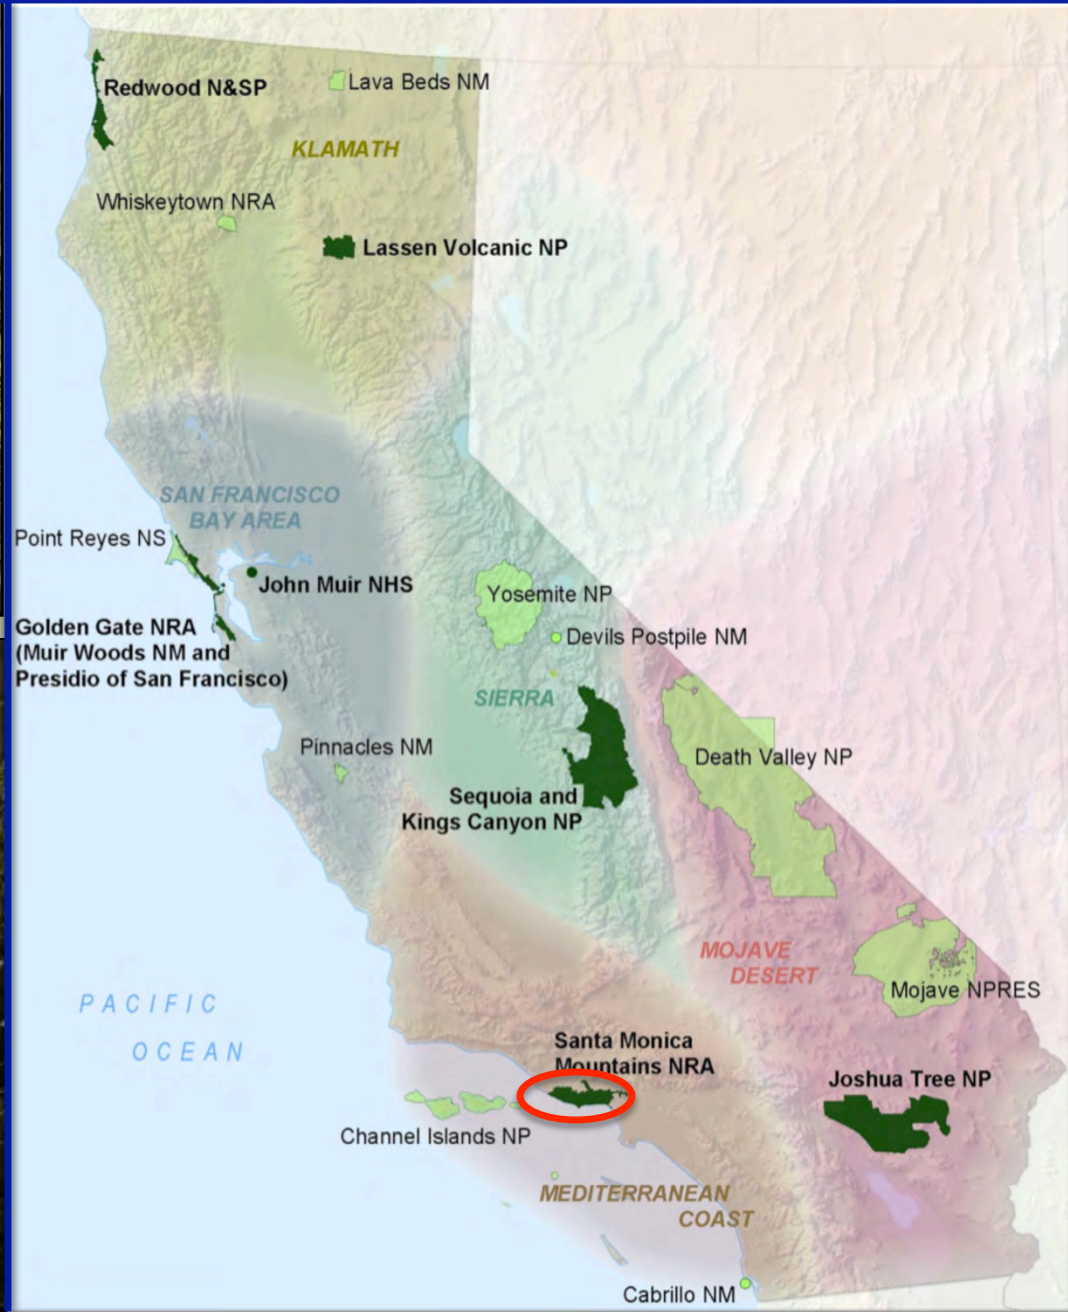 Redwood N&SP
Lava Beds NM
KLAMATH
Whiskeytown NRA
Lassen Volcanic NP
SAN FRANCISCO
BAY AREA
Point Reyes NS
John Muir NHS
Yosemite NP
Golden Gate NRA
(Muir Woods NM and
Presidio of San Francisco)
Devils Postpile NM
SIERRA
Pinnacles NM
Death Valley NP
Sequoia and
Kings Canyon NP
MOJAVE
DESERT
Mojave NPRES
PACIFIC
OCEAN
Santa Monica
Mountains NRA
Joshua Tree NP
Channel Islands NP
MEDITERRANEAN
COAST
Cabrillo NM